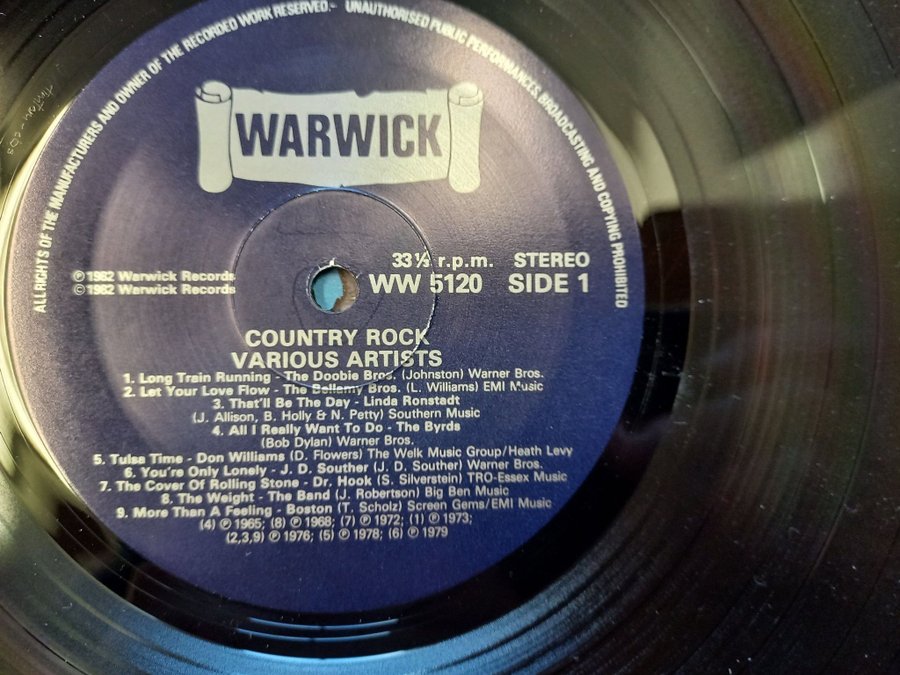 ALL RIGHTS OF THE MANUFACTURERS AND OWNER OF THE RECORDED WORK RESERVED - UNAUTHORISED PUBLIC PERFORMANCES, BROADCASTING AND COPYING PROHIBITED
WARWICK
33⅓ r.p.m. STEREO
℗ 1982 Warwick Records
© 1982 Warwick Records
WW 5120 SIDE 1
COUNTRY ROCK
VARIOUS ARTISTS
1. Long Train Running - The Doobie Bros. (Johnston) Warner Bros.
2. Let Your Love Flow - The Bellamy Bros. (L. Williams) EMI Music
3. That'll Be The Day - Linda Ronstadt
(J. Allison, B. Holly & N. Petty) Southern Music
4. All I Really Want To Do - The Byrds
(Bob Dylan) Warner Bros.
5. Tulsa Time - Don Williams (D. Flowers) The Welk Music Group/Heath Levy
6. You're Only Lonely - J. D. Souther (J. D. Souther) Warner Bros.
7. The Cover Of Rolling Stone - Dr. Hook (S. Silverstein) TRO-Essex Music
8. The Weight - The Band (J. Robertson) Big Ben Music
9. More Than A Feeling - Boston (T. Scholz) Screen Gems/EMI Music
(4) ℗ 1965; (8) ℗ 1968; (7) ℗ 1972; (1) ℗ 1973;
(2,3,9) ℗ 1976; (5) ℗ 1978; (6) ℗ 1979